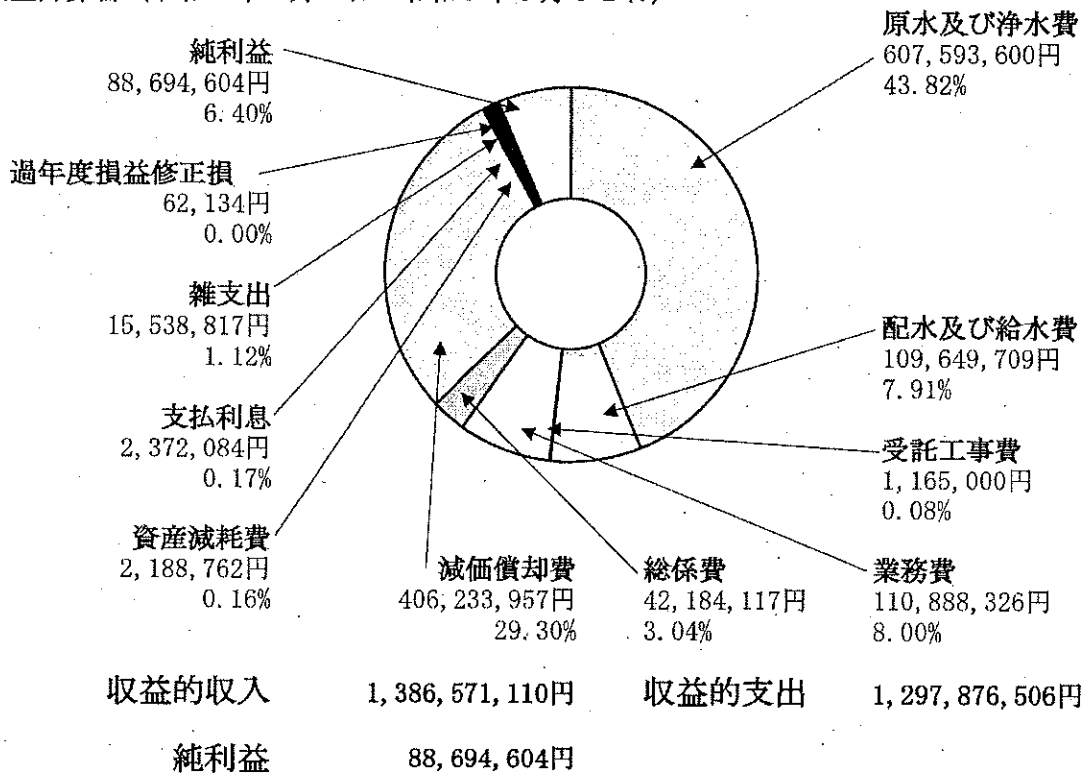 純利益
88,694,604円
6.40%
原水及び浄水費
607,593,600円
43.82%
過年度損益修正損
62,134円
0.00%
雑支出
15,538,817円
1.12%
配水及び給水費
109,649,709円
7.91%
支払利息
2,372,084円
0.17%
受託工事費
1,165,000円
0.08%
資産減耗費
2,188,762円
0.16%
減価償却費
406,233,957円
29.30%
総係費
42,184,117円
3.04%
業務費
110,888,326円
8.00%
収益的収入 1,386,571,110円 収益的支出 1,297,876,506円
純利益 88,694,604円